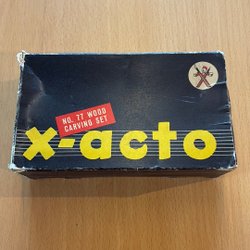 NO. 77 WOOD
CARVING SET
x-acto